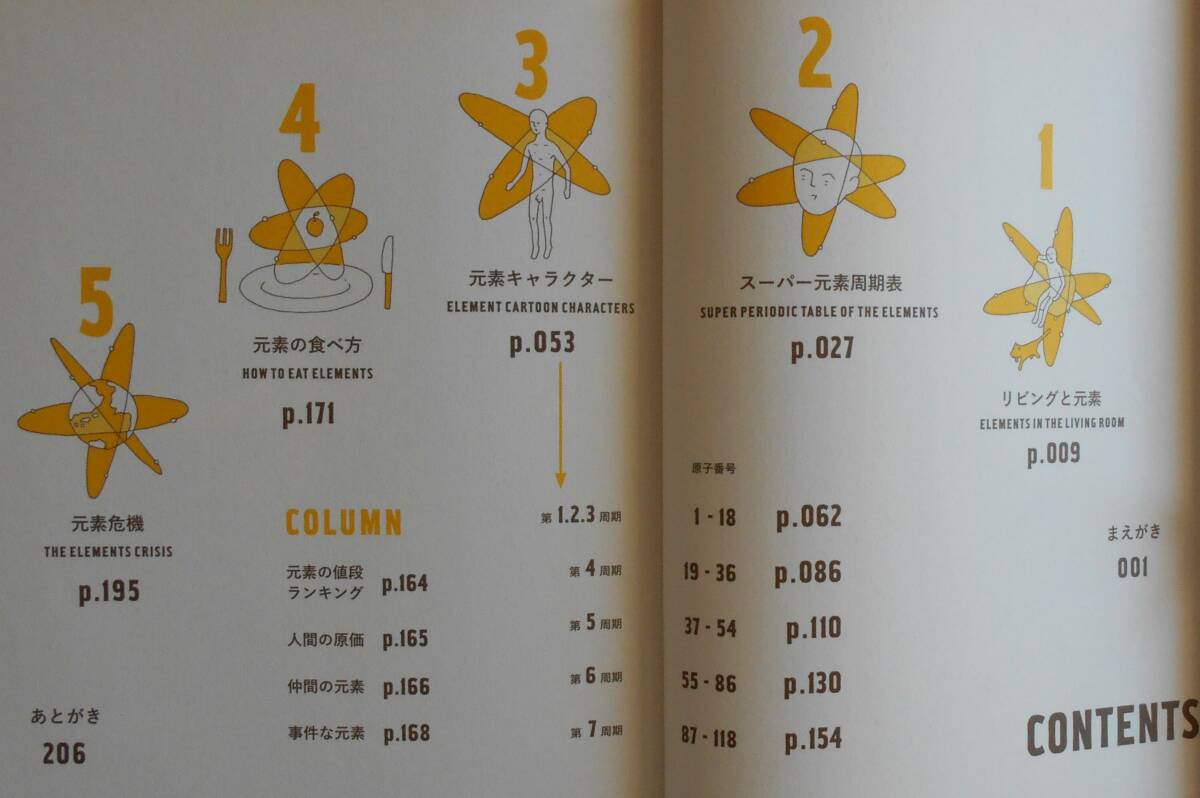 CONTENTS
まえがき
001
1
リビングと元素
ELEMENTS IN THE LIVING ROOM
p.009
2
スーパー元素周期表
SUPER PERIODIC TABLE OF THE ELEMENTS
p.027
3
元素キャラクター
ELEMENT CARTOON CHARACTERS
p.053
原子番号
第1.2.3周期 1 - 18 p.062
第4周期 19 - 36 p.086
第5周期 37 - 54 p.110
第6周期 55 - 86 p.130
第7周期 87 - 118 p.154
4
元素の食べ方
HOW TO EAT ELEMENTS
p.171
COLUMN
元素の値段
ランキング p.164
人間の原価 p.165
仲間の元素 p.166
事件な元素 p.168
5
元素危機
THE ELEMENTS CRISIS
p.195
あとがき
206